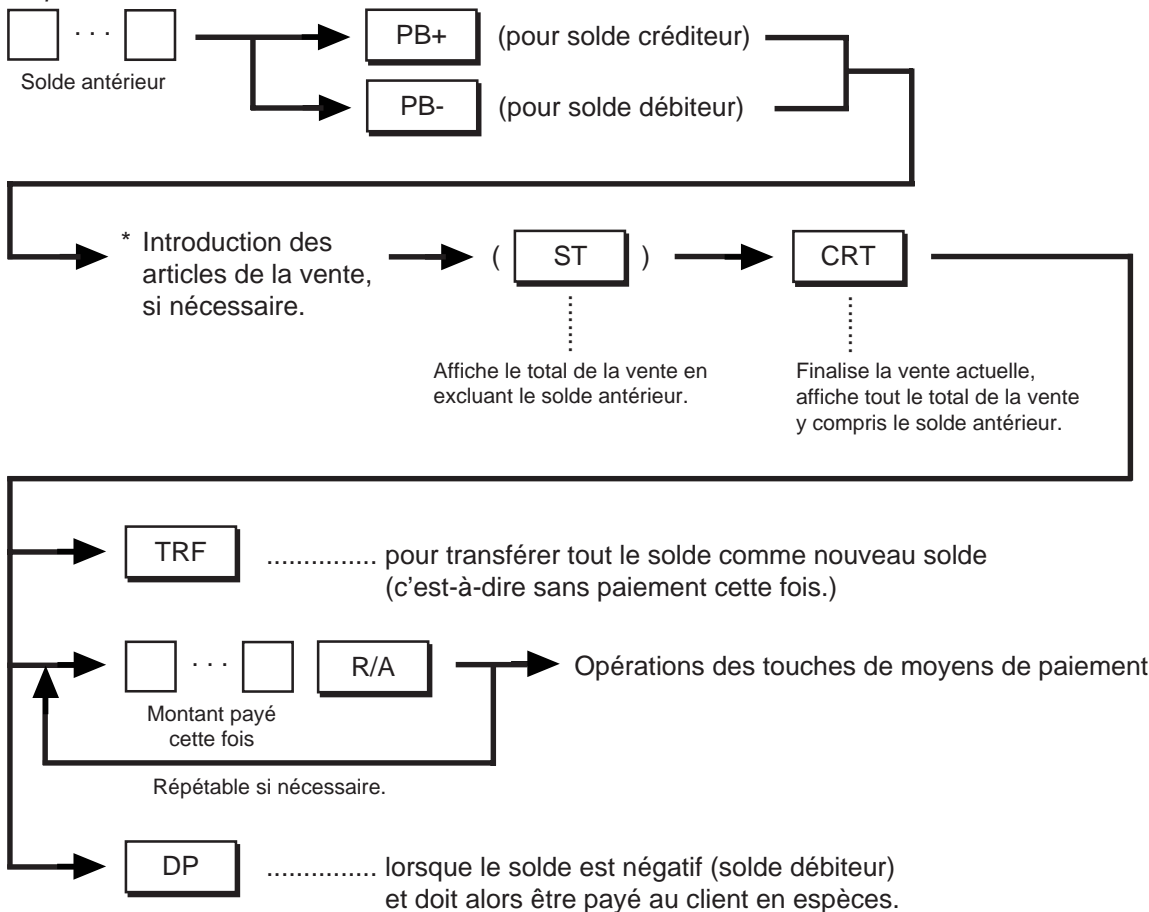 . . .
PB+ (pour solde créditeur)
Solde antérieur
PB- (pour solde débiteur)
* Introduction des
articles de la vente,
si nécessaire.
( ST )
CRT
Affiche le total de la vente en
excluant le solde antérieur.
Finalise la vente actuelle,
affiche tout le total de la vente
y compris le solde antérieur.
TRF ............... pour transférer tout le solde comme nouveau solde
(c'est-à-dire sans paiement cette fois.)
. . . R/A Opérations des touches de moyens de paiement
Montant payé
cette fois
Répétable si nécessaire.
DP ............... lorsque le solde est négatif (solde débiteur)
et doit alors être payé au client en espèces.